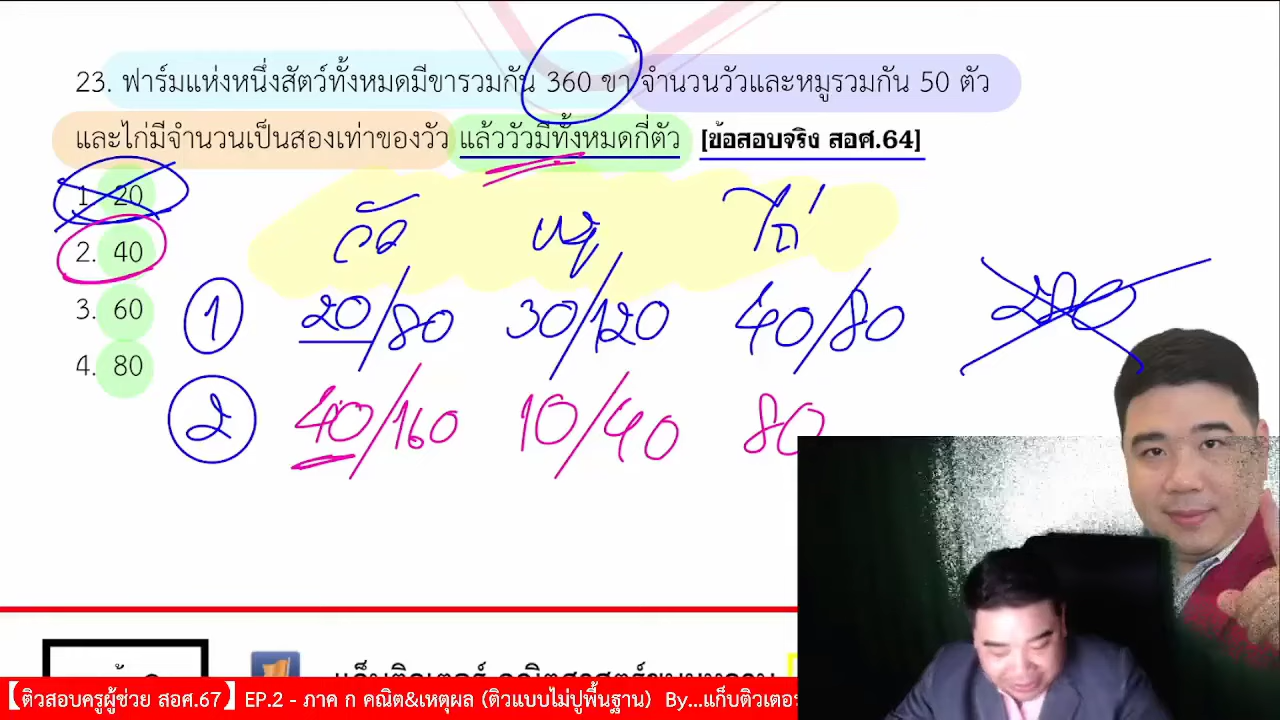 23. ฟาร์มแห่งหนึ่งสัตว์ทั้งหมดมีขารวมกัน 360 ขา จำนวนวัวและหมูรวมกัน 50 ตัว
และไก่มีจำนวนเป็นสองเท่าของวัว แล้ววัวมีทั้งหมดกี่ตัว [ข้อสอบจริง สอศ.64]
1. 20
2. 40
3. 60
4. 80
วัว หมู ไก่
1 20/80 30/120 40/80 280
2 40/160 10/40 80
【ติวสอบครูผู้ช่วย สอศ.67】EP.2 - ภาค ก คณิต&เหตุผล (ติวแบบไม่ปูพื้นฐาน) By...แก็บติวเตอร์